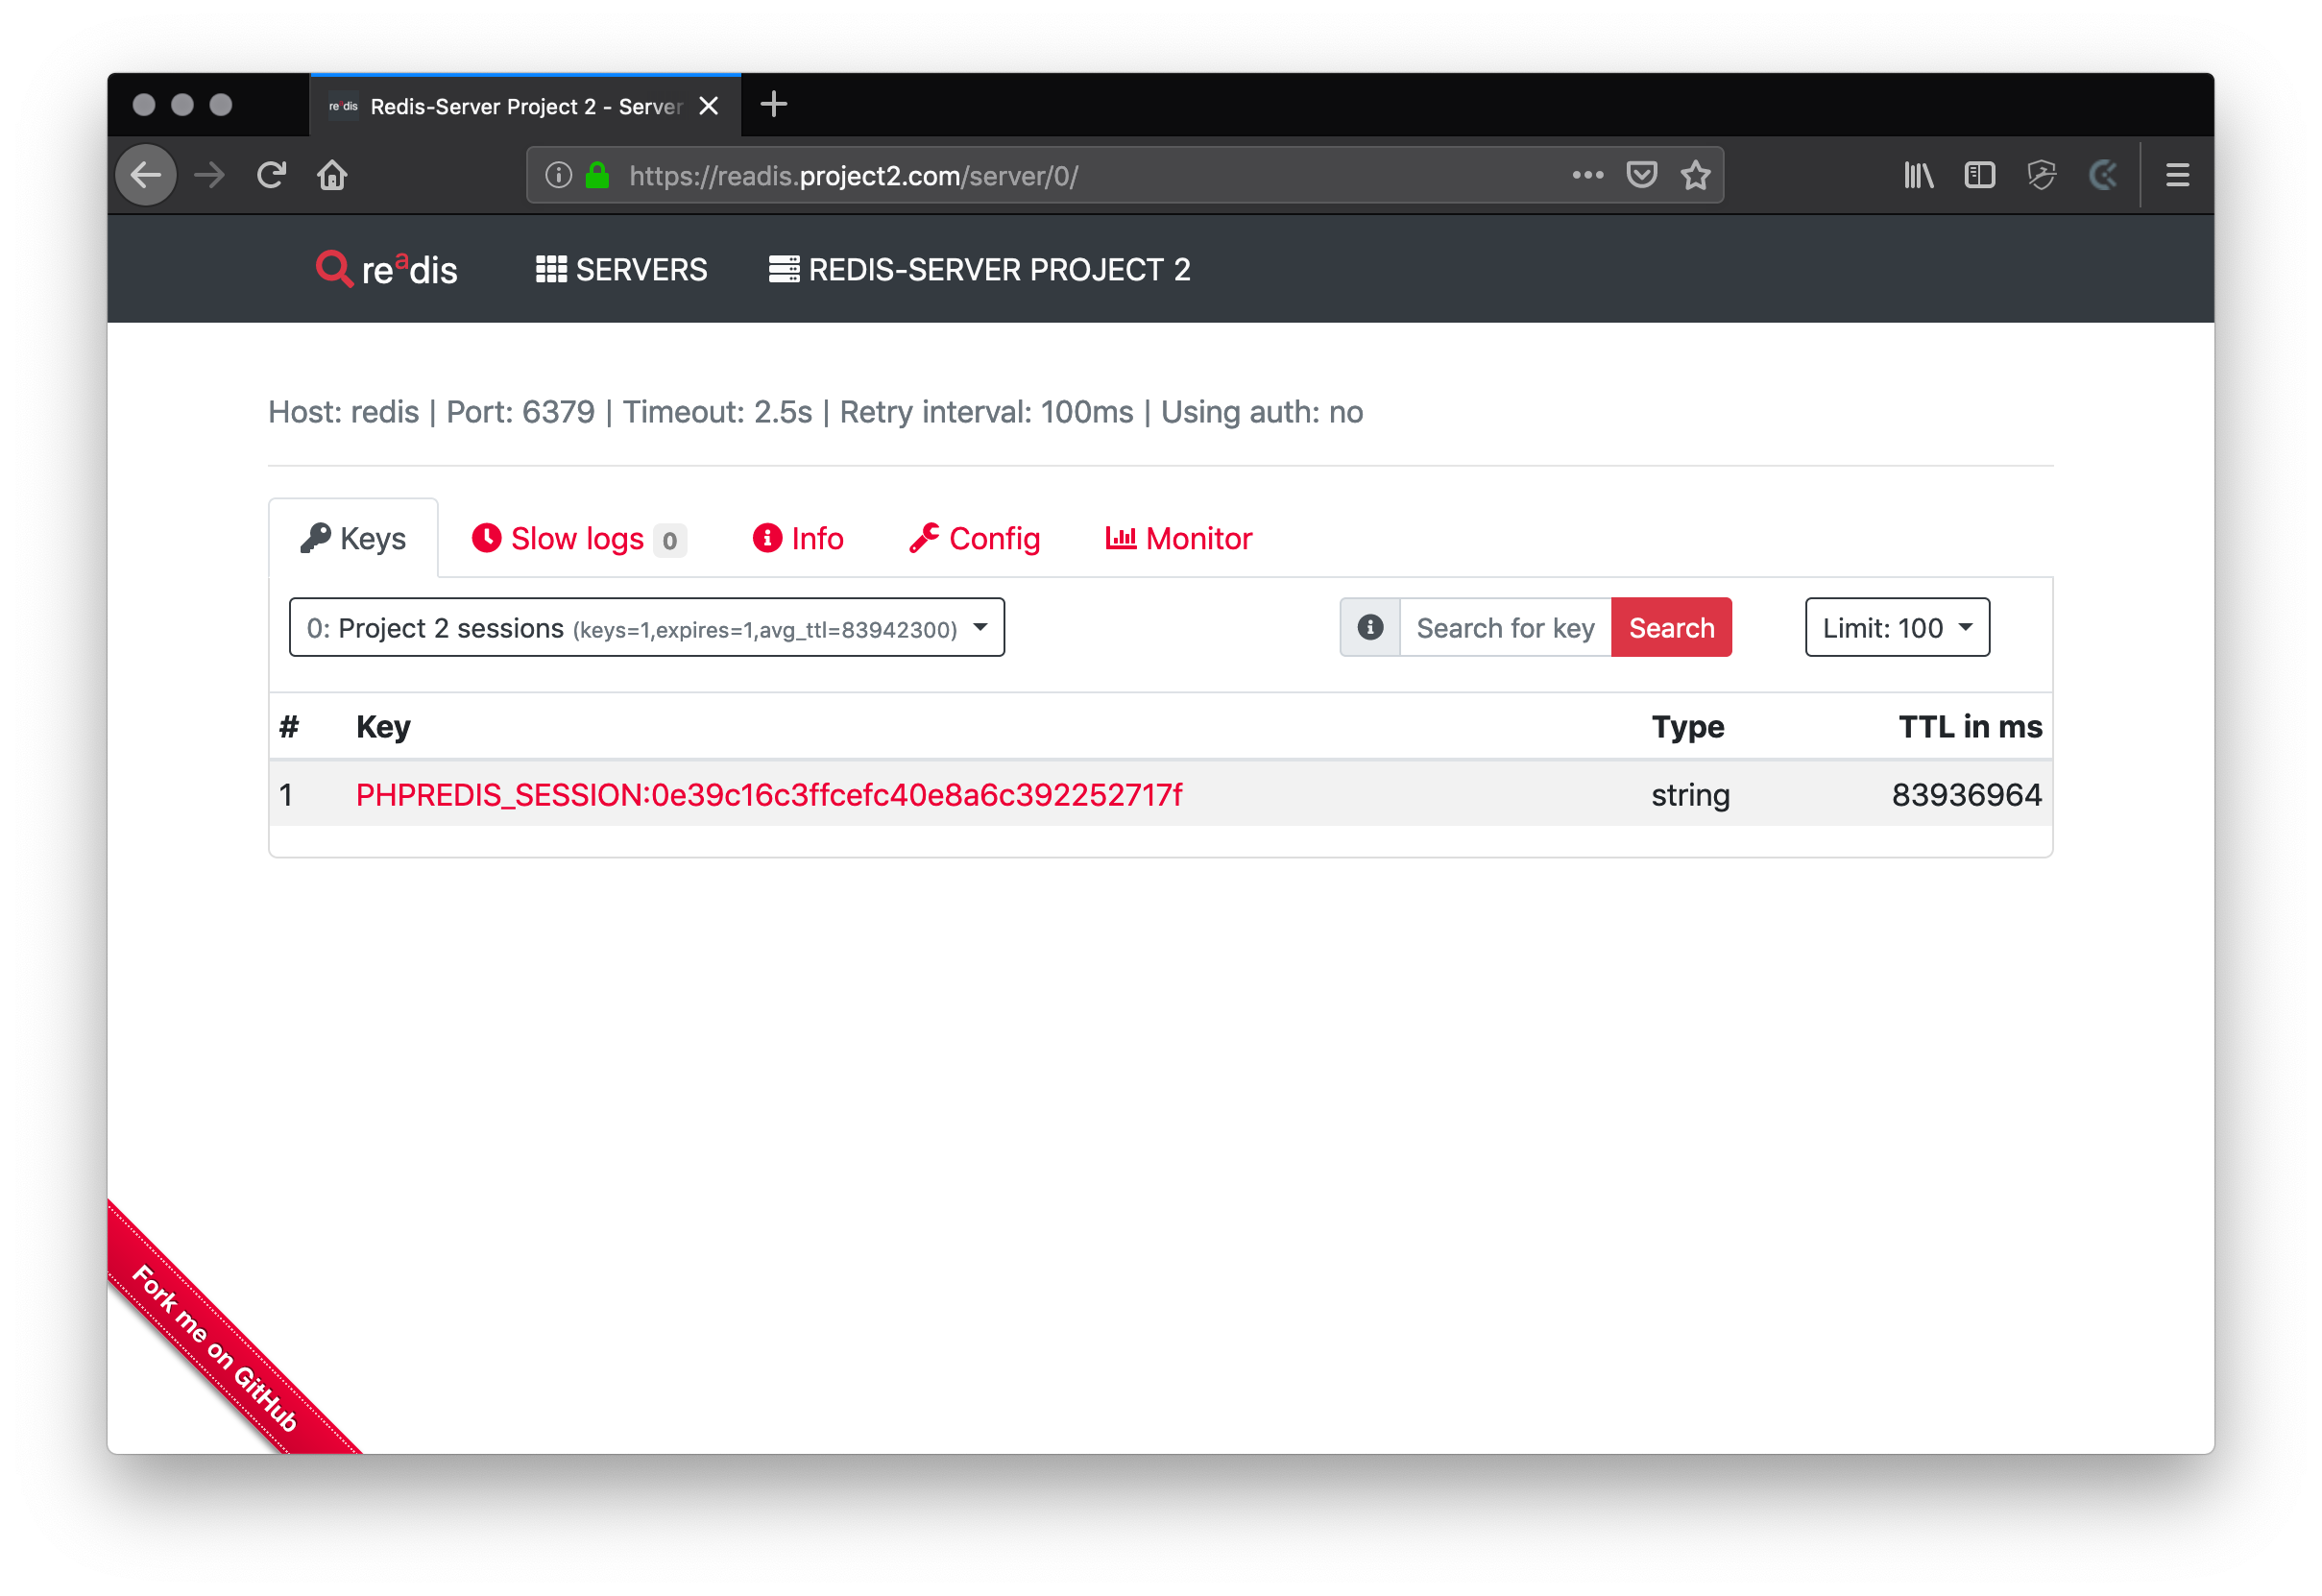 re^adis Redis-Server Project 2 - Server
https://readis.project2.com/server/0/
readis SERVERS REDIS-SERVER PROJECT 2
Host: redis | Port: 6379 | Timeout: 2.5s | Retry interval: 100ms | Using auth: no
Keys Slow logs 0 Info Config Monitor
0: Project 2 sessions (keys=1,expires=1,avg_ttl=83942300) Search for key Search Limit: 100
# Key Type TTL in ms
1 PHPREDIS_SESSION:0e39c16c3ffcefc40e8a6c392252717f string 83936964
Fork me on GitHub